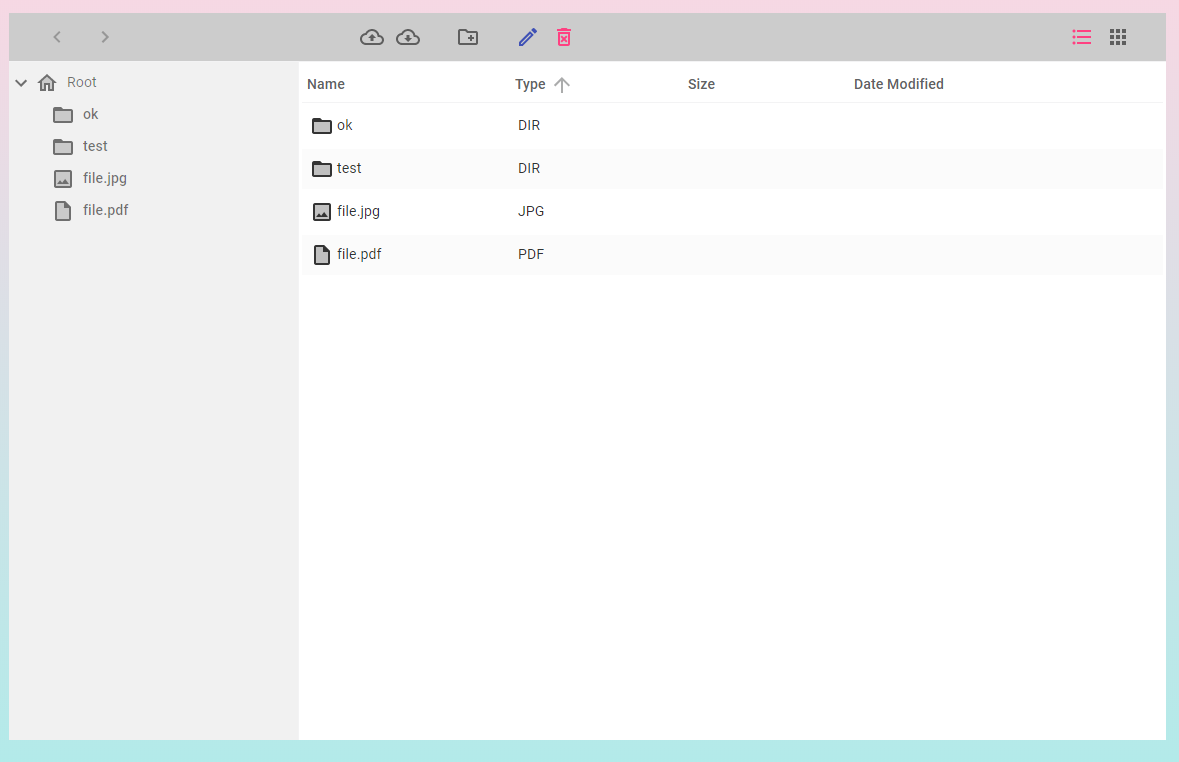 Root
ok
test
file.jpg
file.pdf
Name Type Size Date Modified
ok DIR
test DIR
file.jpg JPG
file.pdf PDF